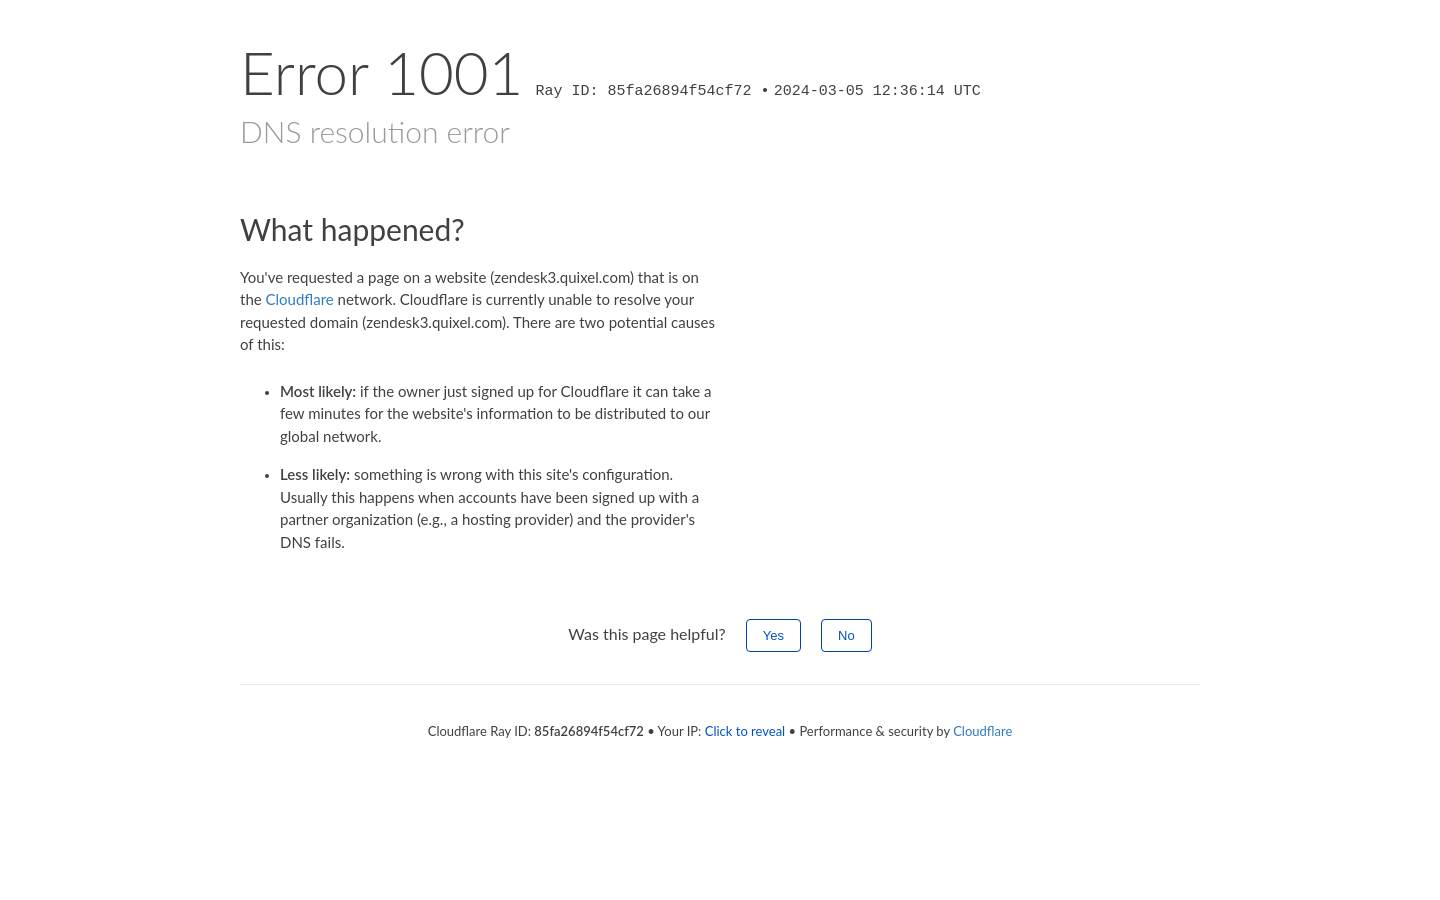 Error 1001 Ray ID: 85fa26894f54cf72 • 2024-03-05 12:36:14 UTC
DNS resolution error
What happened?
You've requested a page on a website (zendesk3.quixel.com) that is on
the Cloudflare network. Cloudflare is currently unable to resolve your
requested domain (zendesk3.quixel.com). There are two potential causes
of this:
• Most likely: if the owner just signed up for Cloudflare it can take a
few minutes for the website's information to be distributed to our
global network.
• Less likely: something is wrong with this site's configuration.
Usually this happens when accounts have been signed up with a
partner organization (e.g., a hosting provider) and the provider's
DNS fails.
Was this page helpful? Yes No
Cloudflare Ray ID: 85fa26894f54cf72 • Your IP: Click to reveal • Performance & security by Cloudflare